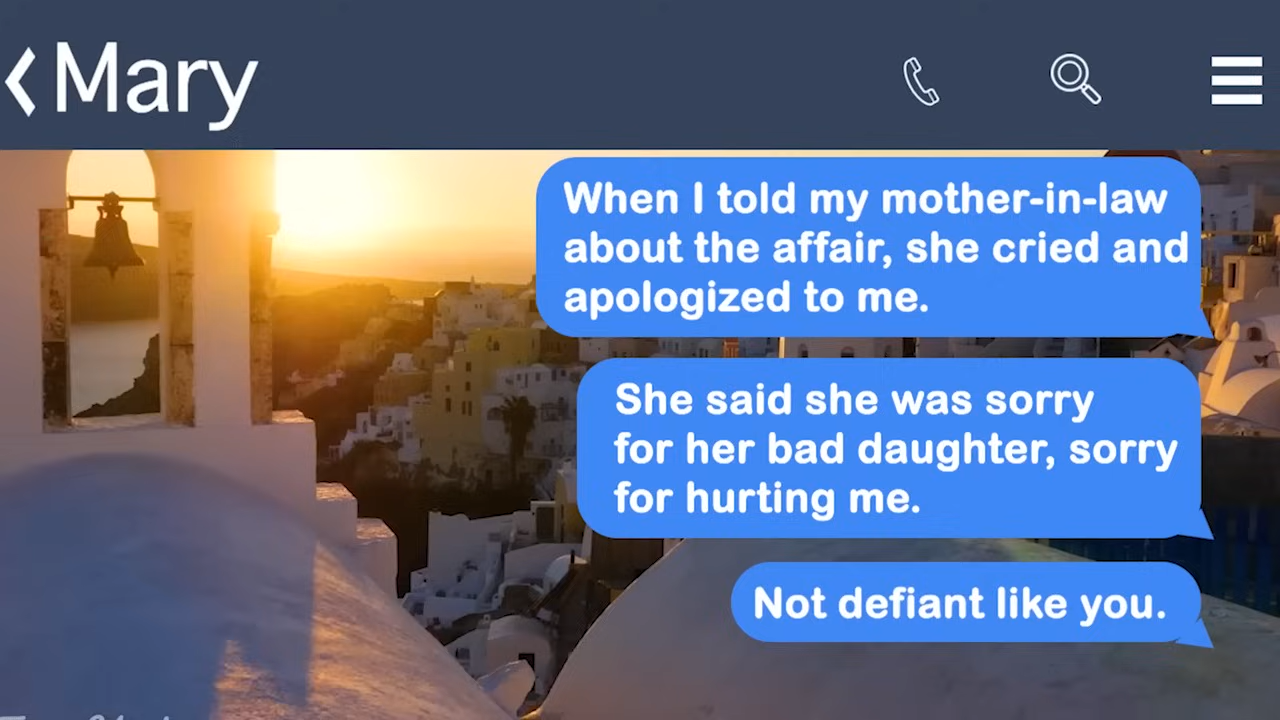 Mary
When I told my mother-in-law
about the affair, she cried and
apologized to me.
She said she was sorry
for her bad daughter, sorry
for hurting me.
Not defiant like you.